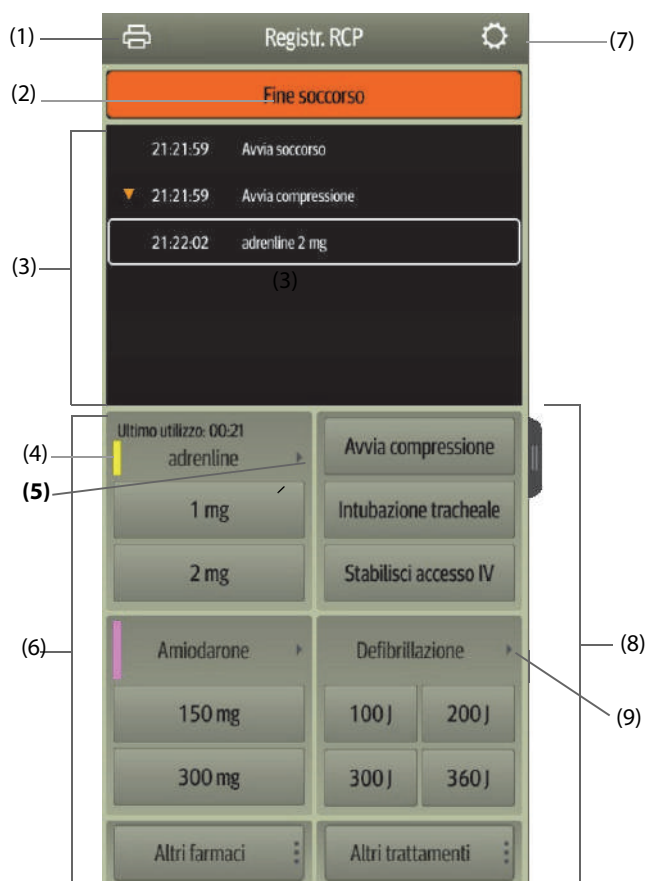 (1)
Registr. RCP
(7)
(2)
Fine soccorso
21:21:59 Avvia soccorso
21:21:59 Avvia compressione
21:22:02 adrenline 2 mg
(3)
(3)
Ultimo utilizzo: 00:21
(4)
adrenline
Avvia compressione
(5)
1 mg
Intubazione tracheale
2 mg
Stabilisci accesso IV
(6)
Amiodarone
Defibrillazione
(8)
(9)
150 mg
100 J
200 J
300 mg
300 J
360 J
Altri farmaci
Altri trattamenti